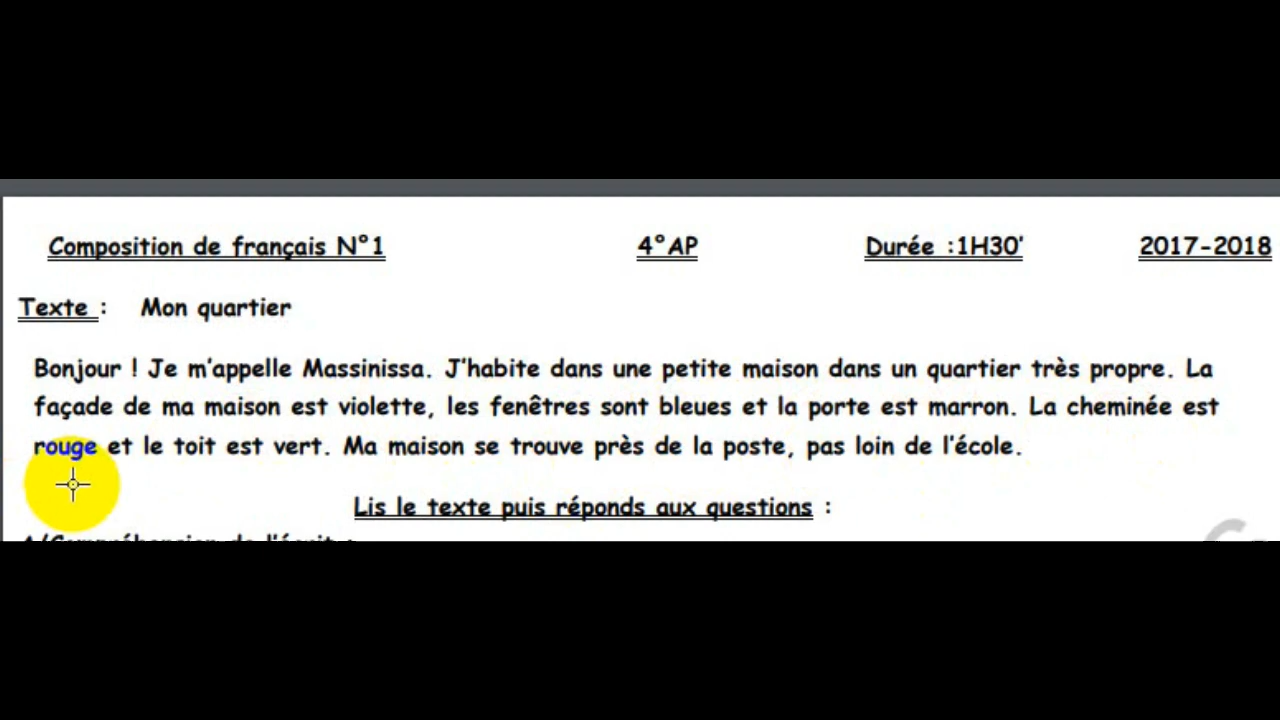 Composition de français N°1 4°AP Durée :1H30' 2017-2018
Texte : Mon quartier
Bonjour ! Je m'appelle Massinissa. J'habite dans une petite maison dans un quartier très propre. La
façade de ma maison est violette, les fenêtres sont bleues et la porte est marron. La cheminée est
rouge et le toit est vert. Ma maison se trouve près de la poste, pas loin de l'école.
Lis le texte puis réponds aux questions :
A/Compréhension de l'écrit :